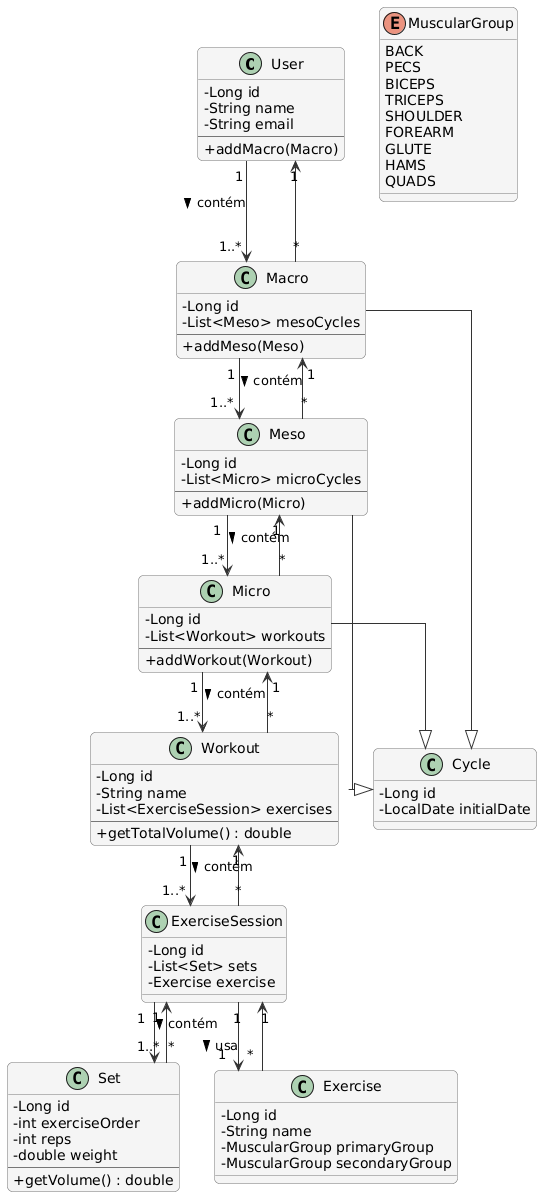 C User
-Long id
-String name
-String email
+addMacro(Macro)
E MuscularGroup
BACK
PECS
BICEPS
TRICEPS
SHOULDER
FOREARM
GLUTE
HAMS
QUADS
1 1
contém
1..* *
C Macro
-Long id
-List<Meso> mesoCycles
+addMeso(Meso)
1 contém 1
1..* *
C Meso
-Long id
-List<Micro> microCycles
+addMicro(Micro)
1 contém 1
1..* *
C Micro
-Long id
-List<Workout> workouts
+addWorkout(Workout)
1 contém 1
1..* *
C Workout
-Long id
-String name
-List<ExerciseSession> exercises
+getTotalVolume() : double
C Cycle
-Long id
-LocalDate initialDate
1 contém 1
1..* *
C ExerciseSession
-Long id
-List<Set> sets
-Exercise exercise
1 1 contém 1 1
1..* * usa 1 *
C Set
-Long id
-int exerciseOrder
-int reps
-double weight
+getVolume() : double
C Exercise
-Long id
-String name
-MuscularGroup primaryGroup
-MuscularGroup secondaryGroup